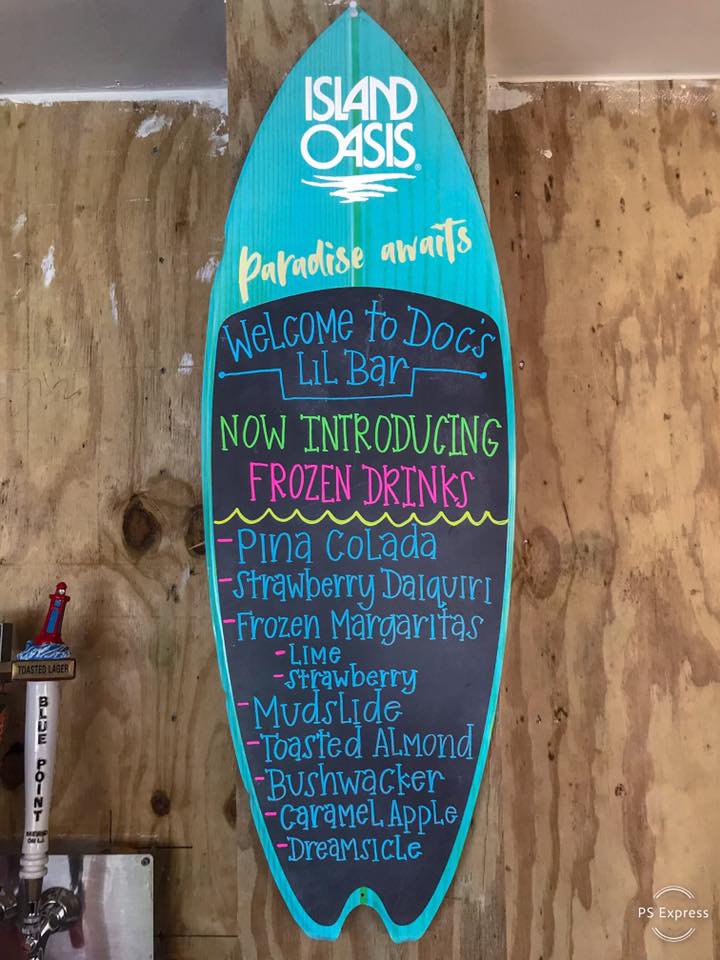 ISLAND
OASIS®
Paradise awaits
WELCOME to DOC'S
LIL BAR
NOW INTRODUCING
FROZEN DRINKS
- PINA COLADA
- STRAWBERRY DAIQUIRI
- FROZEN MARGARITAS
- LIME
- STRAWBERRY
- MUDSLIDE
- TOASTED ALMOND
- BUSHWACKER
- CARAMEL APPLE
- DREAMSICLE
TOASTED LAGER
BLUE POINT
PS Express